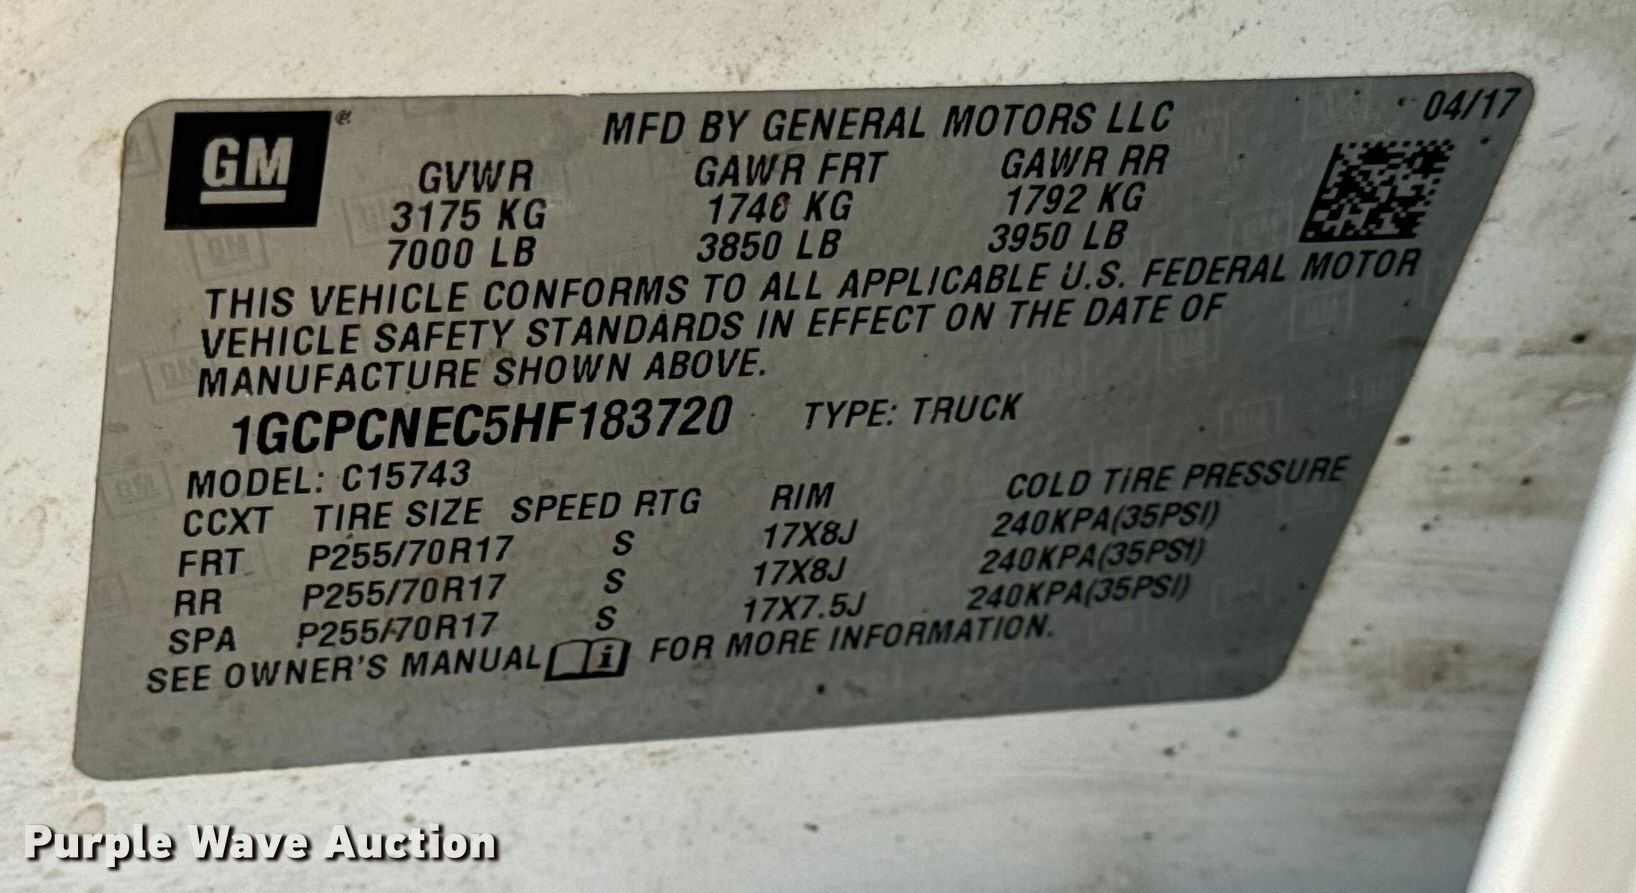 GM
MFD BY GENERAL MOTORS LLC 04/17
GVWR GAWR FRT GAWR RR
3175 KG 1746 KG 1792 KG
7000 LB 3850 LB 3950 LB
THIS VEHICLE CONFORMS TO ALL APPLICABLE U.S. FEDERAL MOTOR
VEHICLE SAFETY STANDARDS IN EFFECT ON THE DATE OF
MANUFACTURE SHOWN ABOVE.
1GCPCNEC5HF183720 TYPE: TRUCK
MODEL: C15743
CCXT TIRE SIZE SPEED RTG RIM COLD TIRE PRESSURE
FRT P255/70R17 S 17X8J 240KPA(35PSI)
RR P255/70R17 S 17X8J 240KPA(35PSI)
SPA P255/70R17 S 17X7.5J 240KPA(35PSI)
SEE OWNER'S MANUAL FOR MORE INFORMATION.
Purple Wave Auction